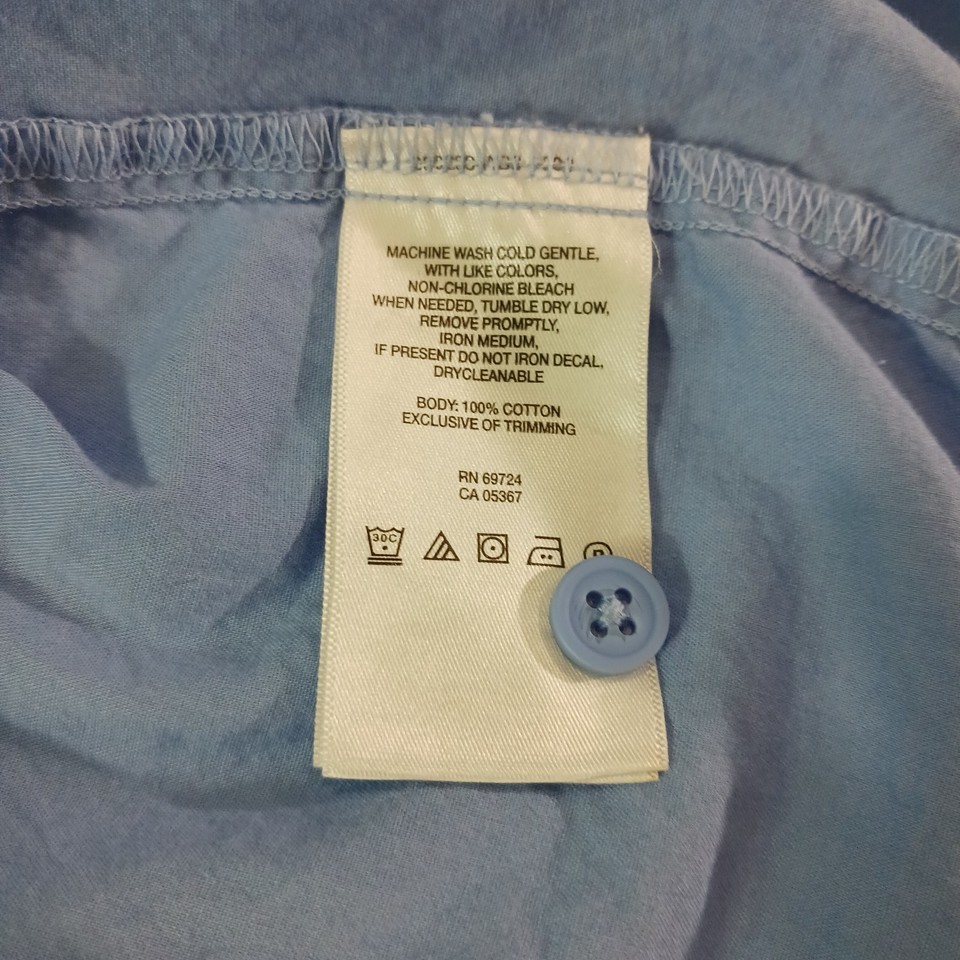 MACHINE WASH COLD GENTLE,
WITH LIKE COLORS,
NON-CHLORINE BLEACH
WHEN NEEDED, TUMBLE DRY LOW,
REMOVE PROMPTLY,
IRON MEDIUM,
IF PRESENT DO NOT IRON DECAL,
DRYCLEANABLE
BODY: 100% COTTON
EXCLUSIVE OF TRIMMING
RN 69724
CA 05367
30C